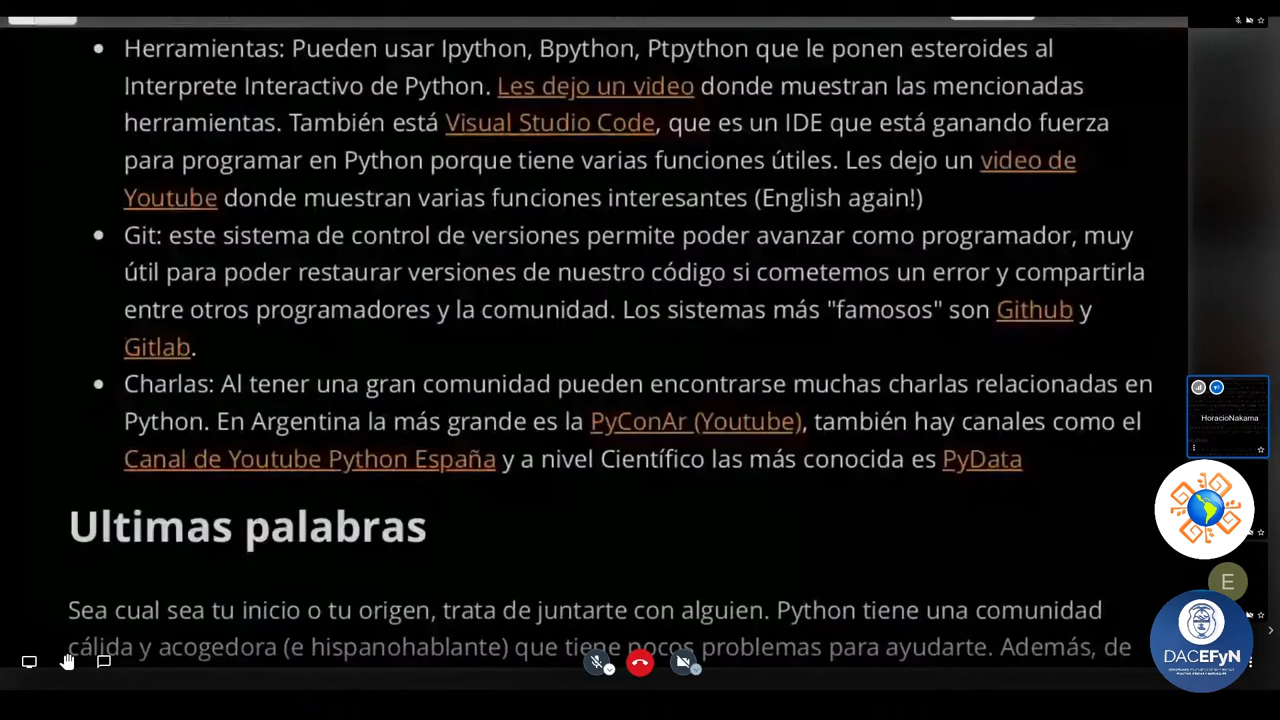 Herramientas: Pueden usar Ipython, Bpython, Ptpython que le ponen esteroides al
Interprete Interactivo de Python. Les dejo un video donde muestran las mencionadas
herramientas. También está Visual Studio Code, que es un IDE que está ganando fuerza
para programar en Python porque tiene varias funciones útiles. Les dejo un video de
Youtube donde muestran varias funciones interesantes (English again!)
Git: este sistema de control de versiones permite poder avanzar como programador, muy
útil para poder restaurar versiones de nuestro código si cometemos un error y compartirla
entre otros programadores y la comunidad. Los sistemas más "famosos" son Github y
Gitlab.
Charlas: Al tener una gran comunidad pueden encontrarse muchas charlas relacionadas en
Python. En Argentina la más grande es la PyConAr (Youtube), también hay canales como el
Canal de Youtube Python España y a nivel Científico las más conocida es PyData
Ultimas palabras
Sea cual sea tu inicio o tu origen, trata de juntarte con alguien. Python tiene una comunidad
cálida y acogedora (e hispanohablante) que tiene pocos problemas para ayudarte. Además, de
HoracioNakama
E
DACEFyN